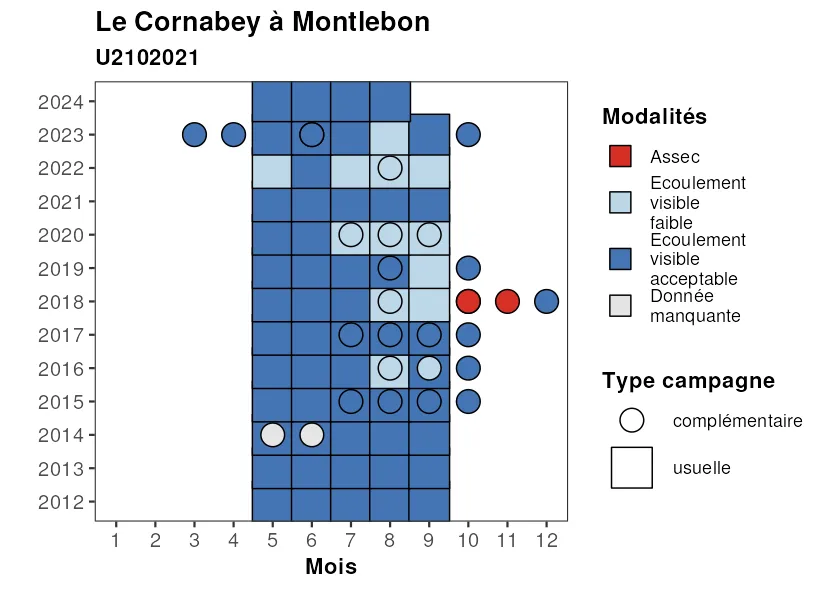 Le Cornabey à Montlebon
U2102021
2024
2023
2022
2021
2020
2019
2018
2017
2016
2015
2014
2013
2012
1 2 3 4 5 6 7 8 9 10 11 12
Mois
Modalités
Assec
Ecoulement
visible
faible
Ecoulement
visible
acceptable
Donnée
manquante
Type campagne
complémentaire
usuelle